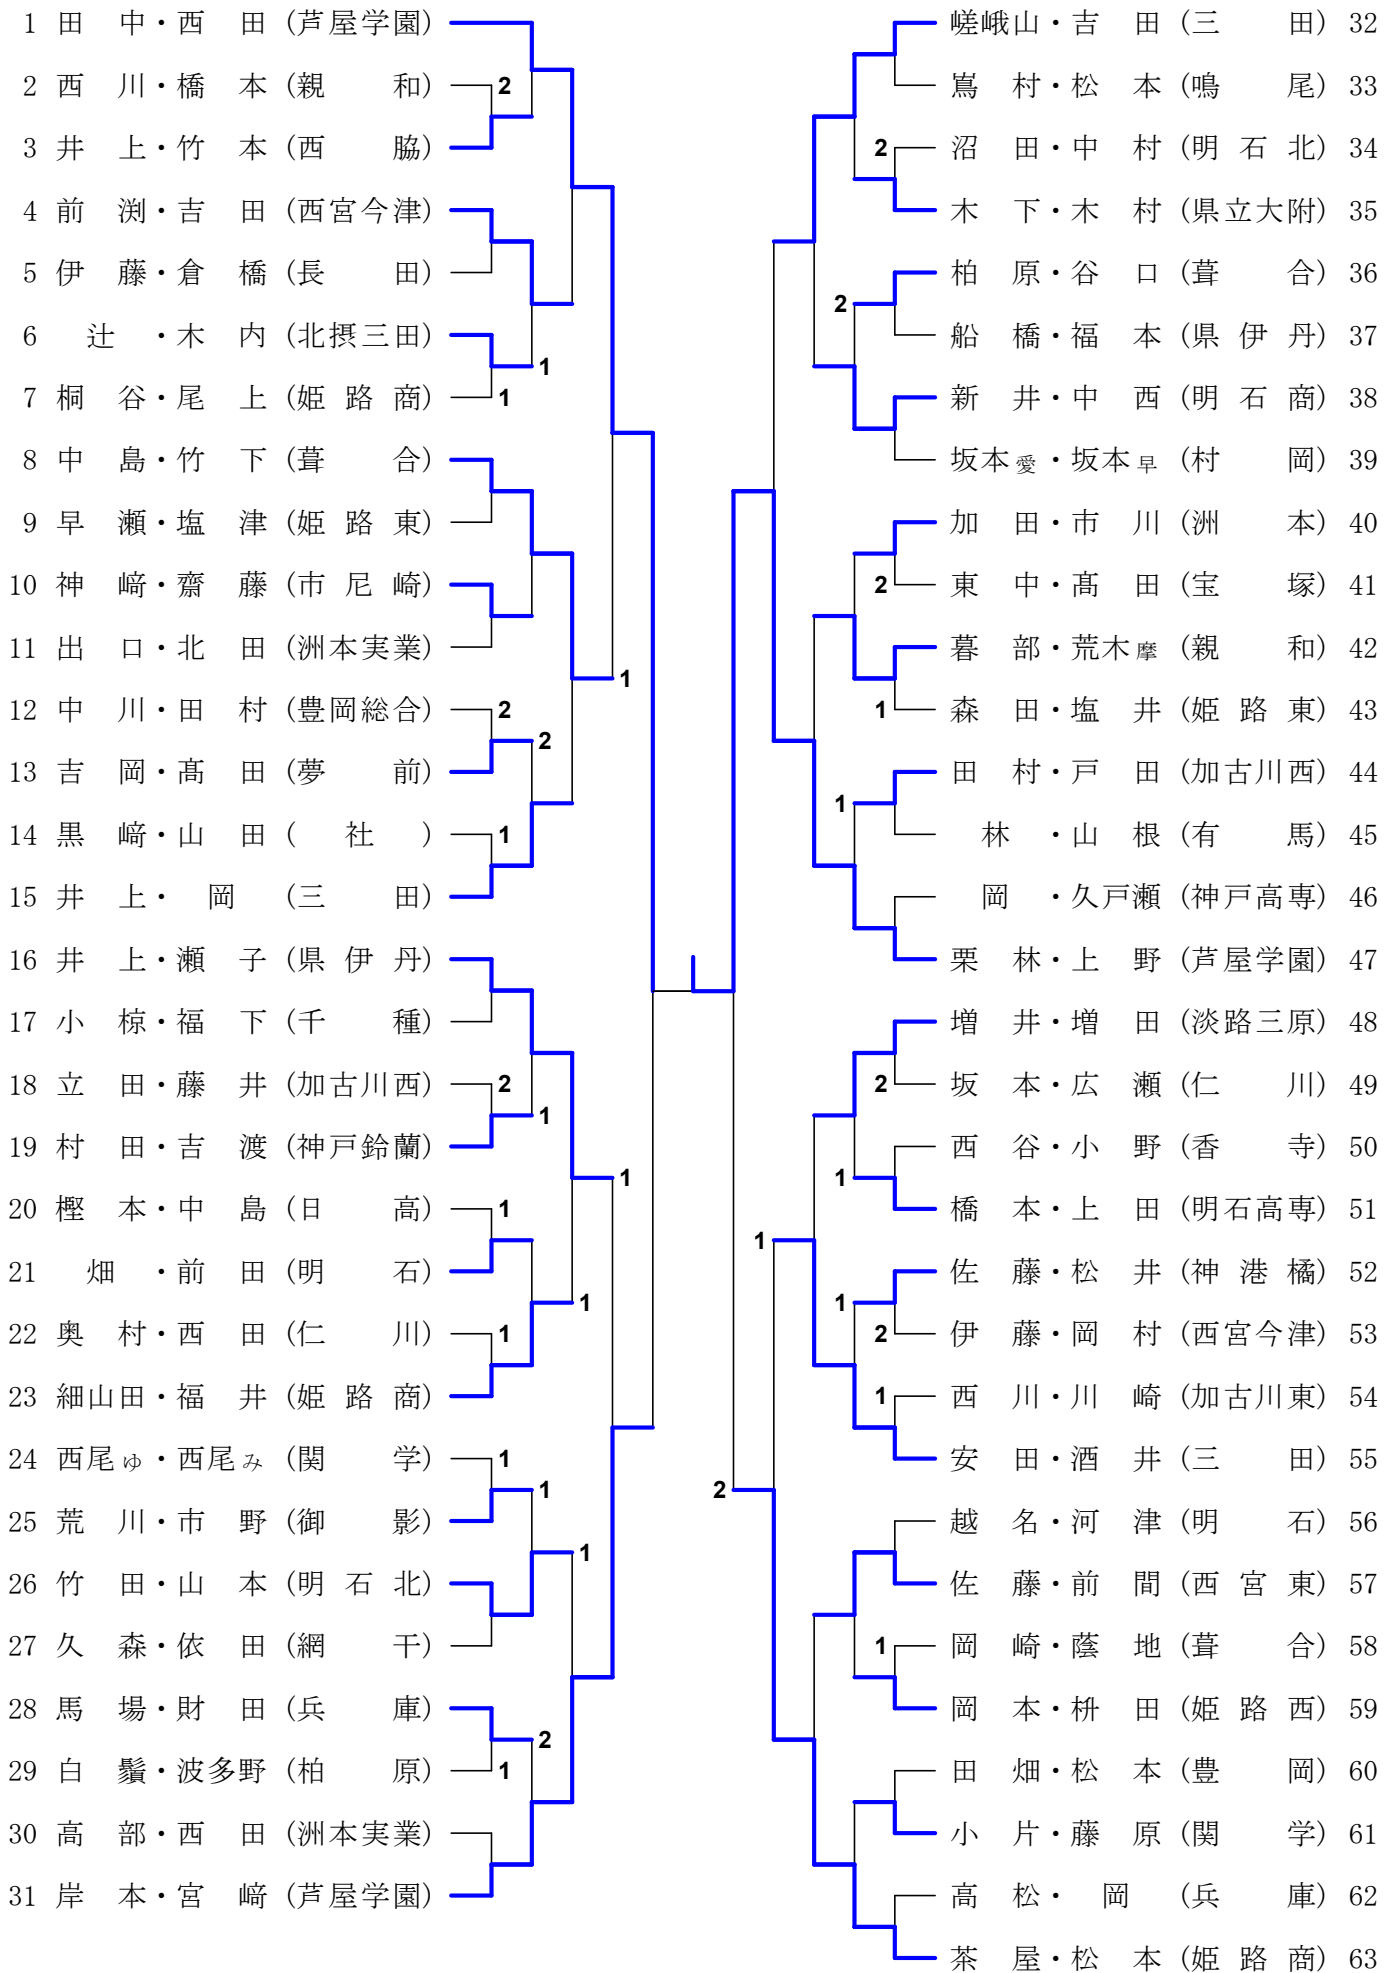 1 田　中・西　田 (芦屋学園)
2 西　川・橋　本 (親　　和)
3 井　上・竹　本 (西　　脇)
4 前　渕・吉　田 (西宮今津)
5 伊　藤・倉　橋 (長　　田)
6 　辻　・木　内 (北摂三田)
7 桐　谷・尾　上 (姫 路 商)
8 中　島・竹　下 (葺　　合)
9 早　瀬・塩　津 (姫 路 東)
10 神　﨑・齋　藤 (市 尼 崎)
11 出　口・北　田 (洲本実業)
12 中　川・田　村 (豊岡総合)
13 吉　岡・髙　田 (夢　　前)
14 黒　﨑・山　田 (　社　)
15 井　上・　岡　 (三　　田)
16 井　上・瀬　子 (県 伊 丹)
17 小　椋・福　下 (千　　種)
18 立　田・藤　井 (加古川西)
19 村　田・吉　渡 (神戸鈴蘭)
20 樫　本・中　島 (日　　高)
21 　畑　・前　田 (明　　石)
22 奥　村・西　田 (仁　　川)
23 細山田・福　井 (姫 路 商)
24 西尾ゅ・西尾み (関　　学)
25 荒　川・市　野 (御　　影)
26 竹　田・山　本 (明 石 北)
27 久　森・依　田 (網　　干)
28 馬　場・財　田 (兵　　庫)
29 白　鬚・波多野 (柏　　原)
30 高　部・西　田 (洲本実業)
31 岸　本・宮　﨑 (芦屋学園)
2
1
1
1
2
2
1
2
1
1
1
1
1
1
1
1
2
1
嵯峨山・吉　田 (三　　田) 32
嶌　村・松　本 (鳴　　尾) 33
沼　田・中　村 (明 石 北) 34
木　下・木　村 (県立大附) 35
柏　原・谷　口 (葺　　合) 36
船　橋・福　本 (県 伊 丹) 37
新　井・中　西 (明 石 商) 38
坂本愛・坂本早 (村　　岡) 39
加　田・市　川 (洲　　本) 40
東　中・髙　田 (宝　　塚) 41
暮　部・荒木摩 (親　　和) 42
森　田・塩　井 (姫 路 東) 43
田　村・戸　田 (加古川西) 44
　林　・山　根 (有　　馬) 45
　岡　・久戸瀬 (神戸高専) 46
栗　林・上　野 (芦屋学園) 47
増　井・増　田 (淡路三原) 48
坂　本・広　瀬 (仁　　川) 49
西　谷・小　野 (香　　寺) 50
橋　本・上　田 (明石高専) 51
佐　藤・松　井 (神 港 橘) 52
伊　藤・岡　村 (西宮今津) 53
西　川・川　崎 (加古川東) 54
安　田・酒　井 (三　　田) 55
越　名・河　津 (明　　石) 56
佐　藤・前　間 (西 宮 東) 57
岡　崎・蔭　地 (葺　　合) 58
岡　本・枡　田 (姫 路 西) 59
田　畑・松　本 (豊　　岡) 60
小　片・藤　原 (関　　学) 61
高　松・　岡　 (兵　　庫) 62
茶　屋・松　本 (姫 路 商) 63
2
2
2
1
1
2
1
1
1
2
1
2
1